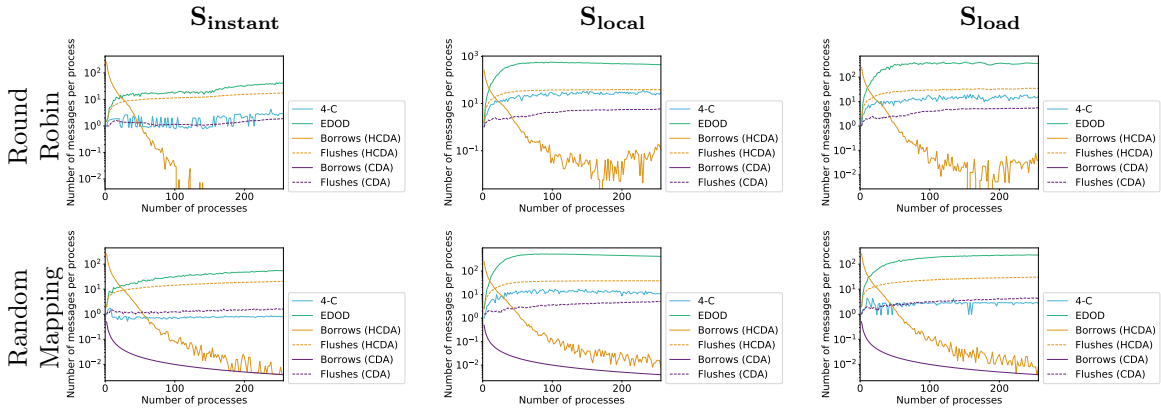 S_instant S_local S_load
Round Robin
Number of messages per process
10^2
10^1
10^0
10^-1
10^-2
0 100 200
Number of processes
4-C
EDOD
Borrows (HCDA)
Flushes (HCDA)
Borrows (CDA)
Flushes (CDA)
Number of messages per process
10^3
10^1
10^-1
0 100 200
Number of processes
4-C
EDOD
Borrows (HCDA)
Flushes (HCDA)
Borrows (CDA)
Flushes (CDA)
Number of messages per process
10^2
10^1
10^0
10^-1
10^-2
0 100 200
Number of processes
4-C
EDOD
Borrows (HCDA)
Flushes (HCDA)
Borrows (CDA)
Flushes (CDA)
Random Mapping
Number of messages per process
10^2
10^1
10^0
10^-1
10^-2
0 100 200
Number of processes
4-C
EDOD
Borrows (HCDA)
Flushes (HCDA)
Borrows (CDA)
Flushes (CDA)
Number of messages per process
10^2
10^1
10^0
10^-1
10^-2
0 100 200
Number of processes
4-C
EDOD
Borrows (HCDA)
Flushes (HCDA)
Borrows (CDA)
Flushes (CDA)
Number of messages per process
10^2
10^1
10^0
10^-1
10^-2
0 100 200
Number of processes
4-C
EDOD
Borrows (HCDA)
Flushes (HCDA)
Borrows (CDA)
Flushes (CDA)